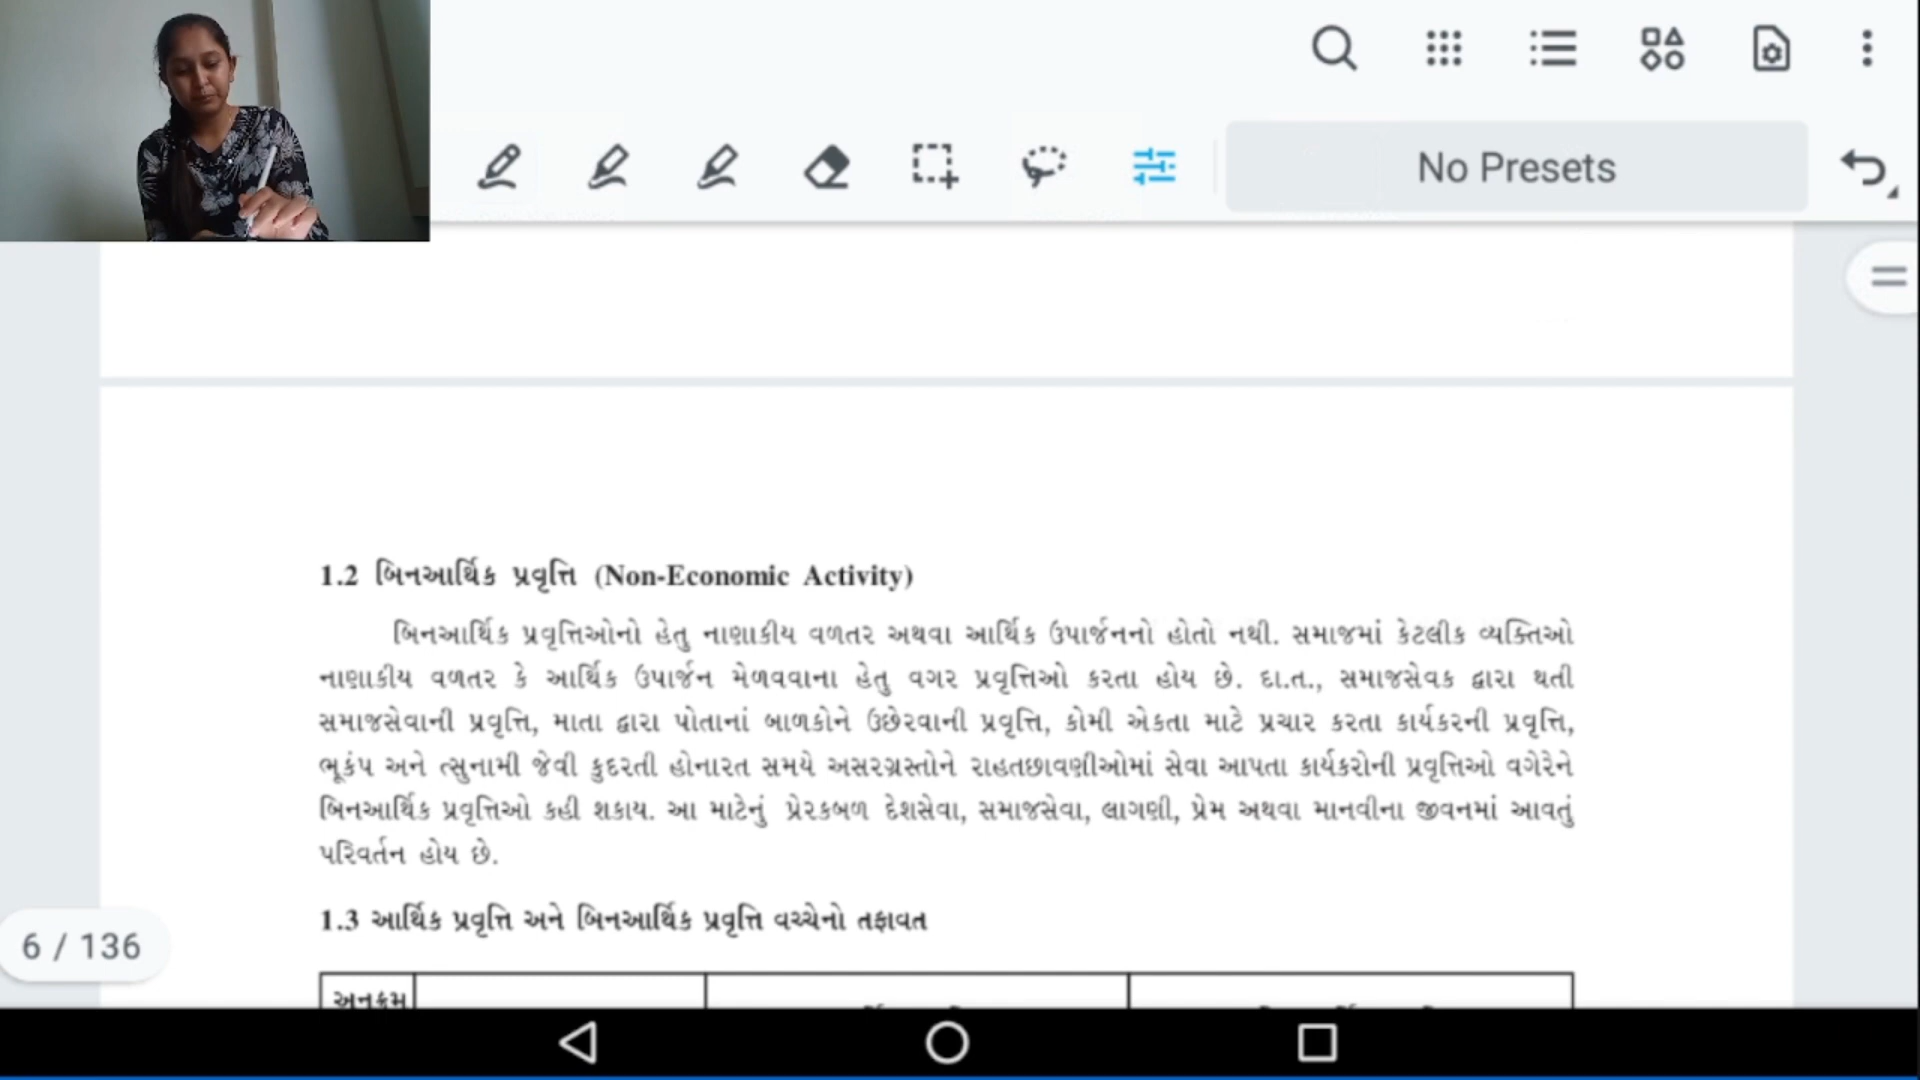 No Presets
1.2 બિનઆર્થિક પ્રવૃત્તિ (Non-Economic Activity)
બિનઆર્થિક પ્રવૃત્તિઓનો હેતુ નાણાકીય વળતર અથવા આર્થિક ઉપાર્જનનો હોતો નથી. સમાજમાં કેટલીક વ્યક્તિઓ
નાણાકીય વળતર કે આર્થિક ઉપાર્જન મેળવવાના હેતુ વગર પ્રવૃત્તિઓ કરતા હોય છે. દા.ત., સમાજસેવક દ્વારા થતી
સમાજસેવાની પ્રવૃત્તિ, માતા દ્વારા પોતાનાં બાળકોને ઉછેરવાની પ્રવૃત્તિ, કોમી એકતા માટે પ્રચાર કરતા કાર્યકરની પ્રવૃત્તિ,
ભૂકંપ અને ત્સુનામી જેવી કુદરતી હોનારત સમયે અસરગ્રસ્તોને રાહતછાવણીઓમાં સેવા આપતા કાર્યકરોની પ્રવૃત્તિઓ વગેરેને
બિનઆર્થિક પ્રવૃત્તિઓ કહી શકાય. આ માટેનું પ્રેરકબળ દેશસેવા, સમાજસેવા, લાગણી, પ્રેમ અથવા માનવીના જીવનમાં આવતું
પરિવર્તન હોય છે.
1.3 આર્થિક પ્રવૃત્તિ અને બિનઆર્થિક પ્રવૃત્તિ વચ્ચેનો તફાવત
6 / 136
અનુક્રમ